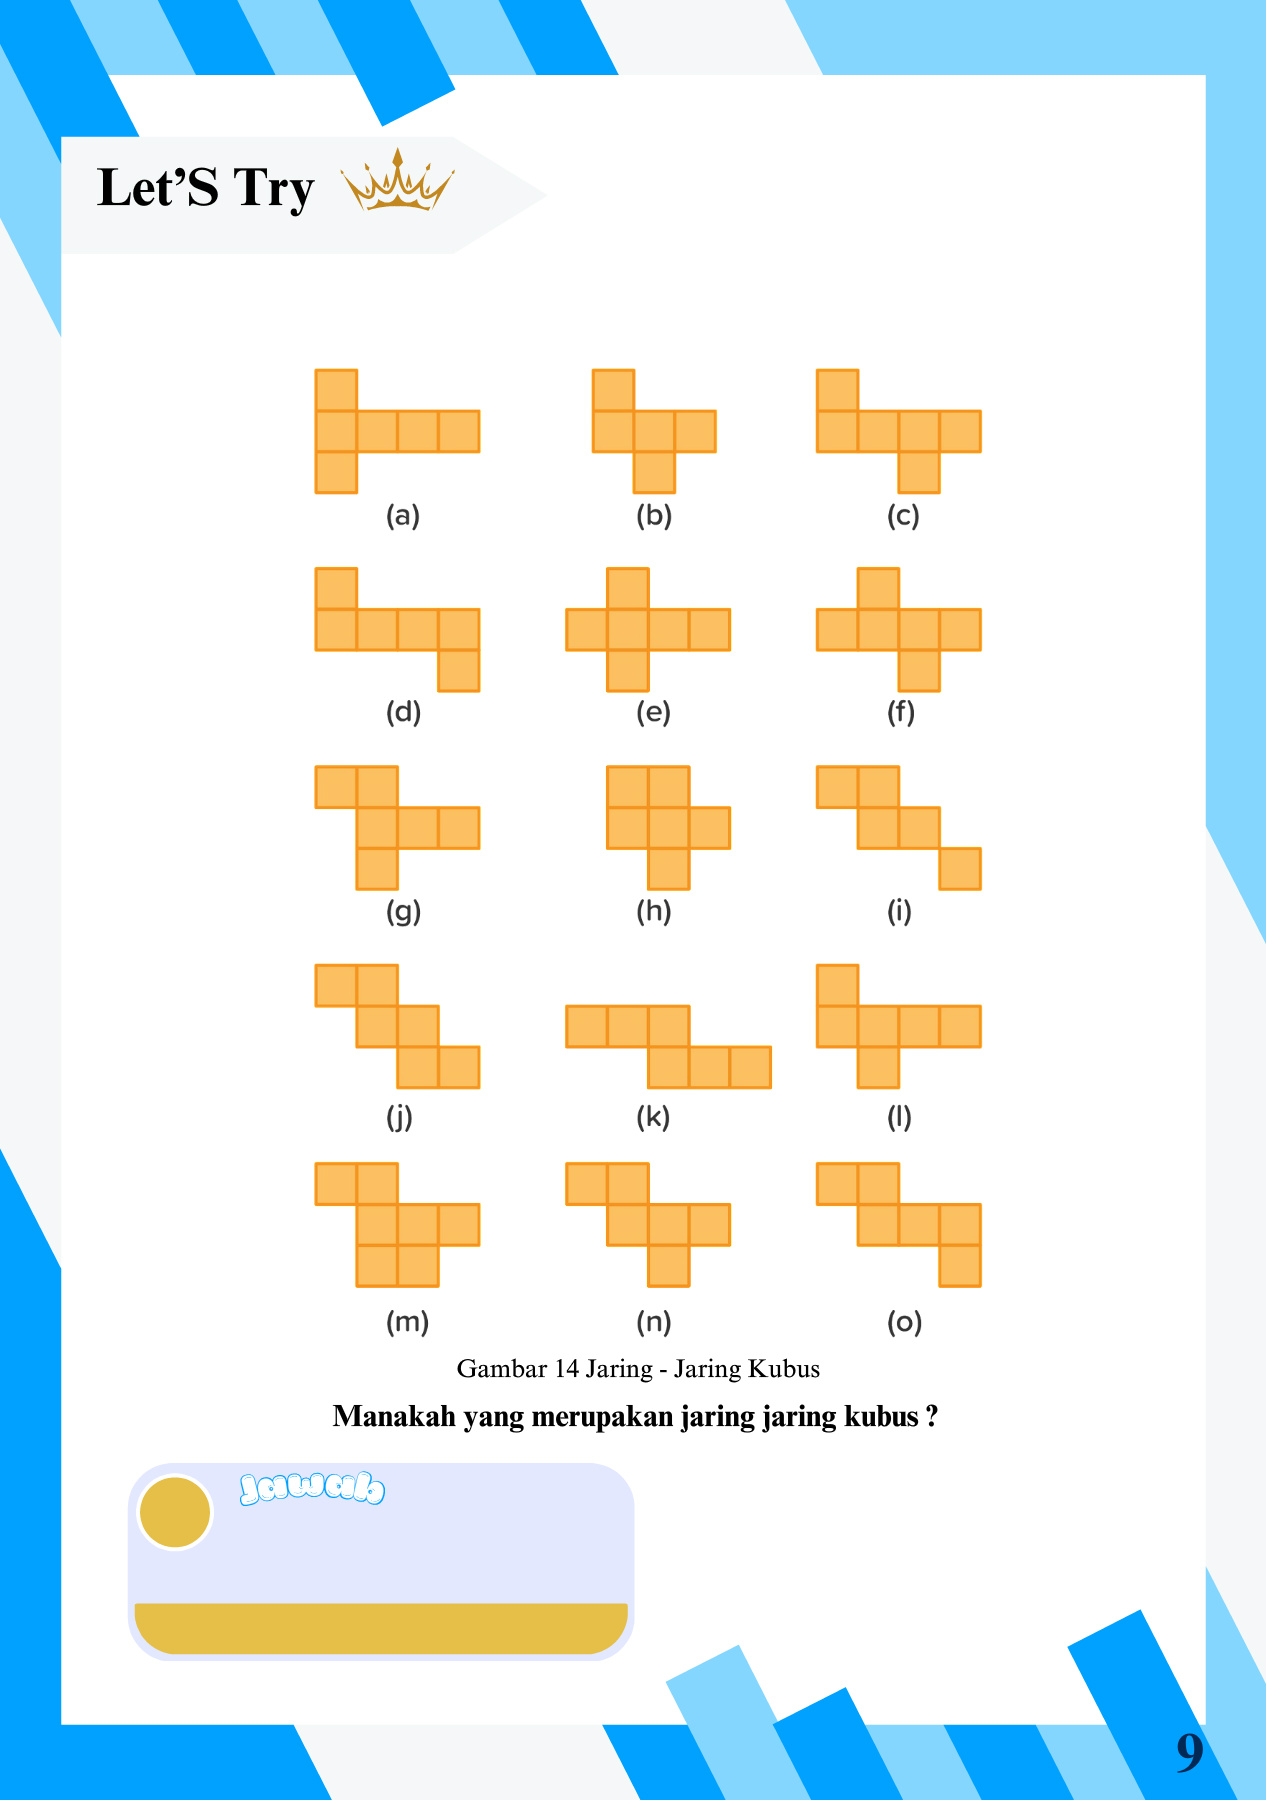 Let’S Try
(a) (b) (c)
(d) (e) (f)
(g) (h) (i)
(j) (k) (l)
(m) (n) (o)
Gambar 14 Jaring - Jaring Kubus
Manakah yang merupakan jaring jaring kubus ?
Jawab
9